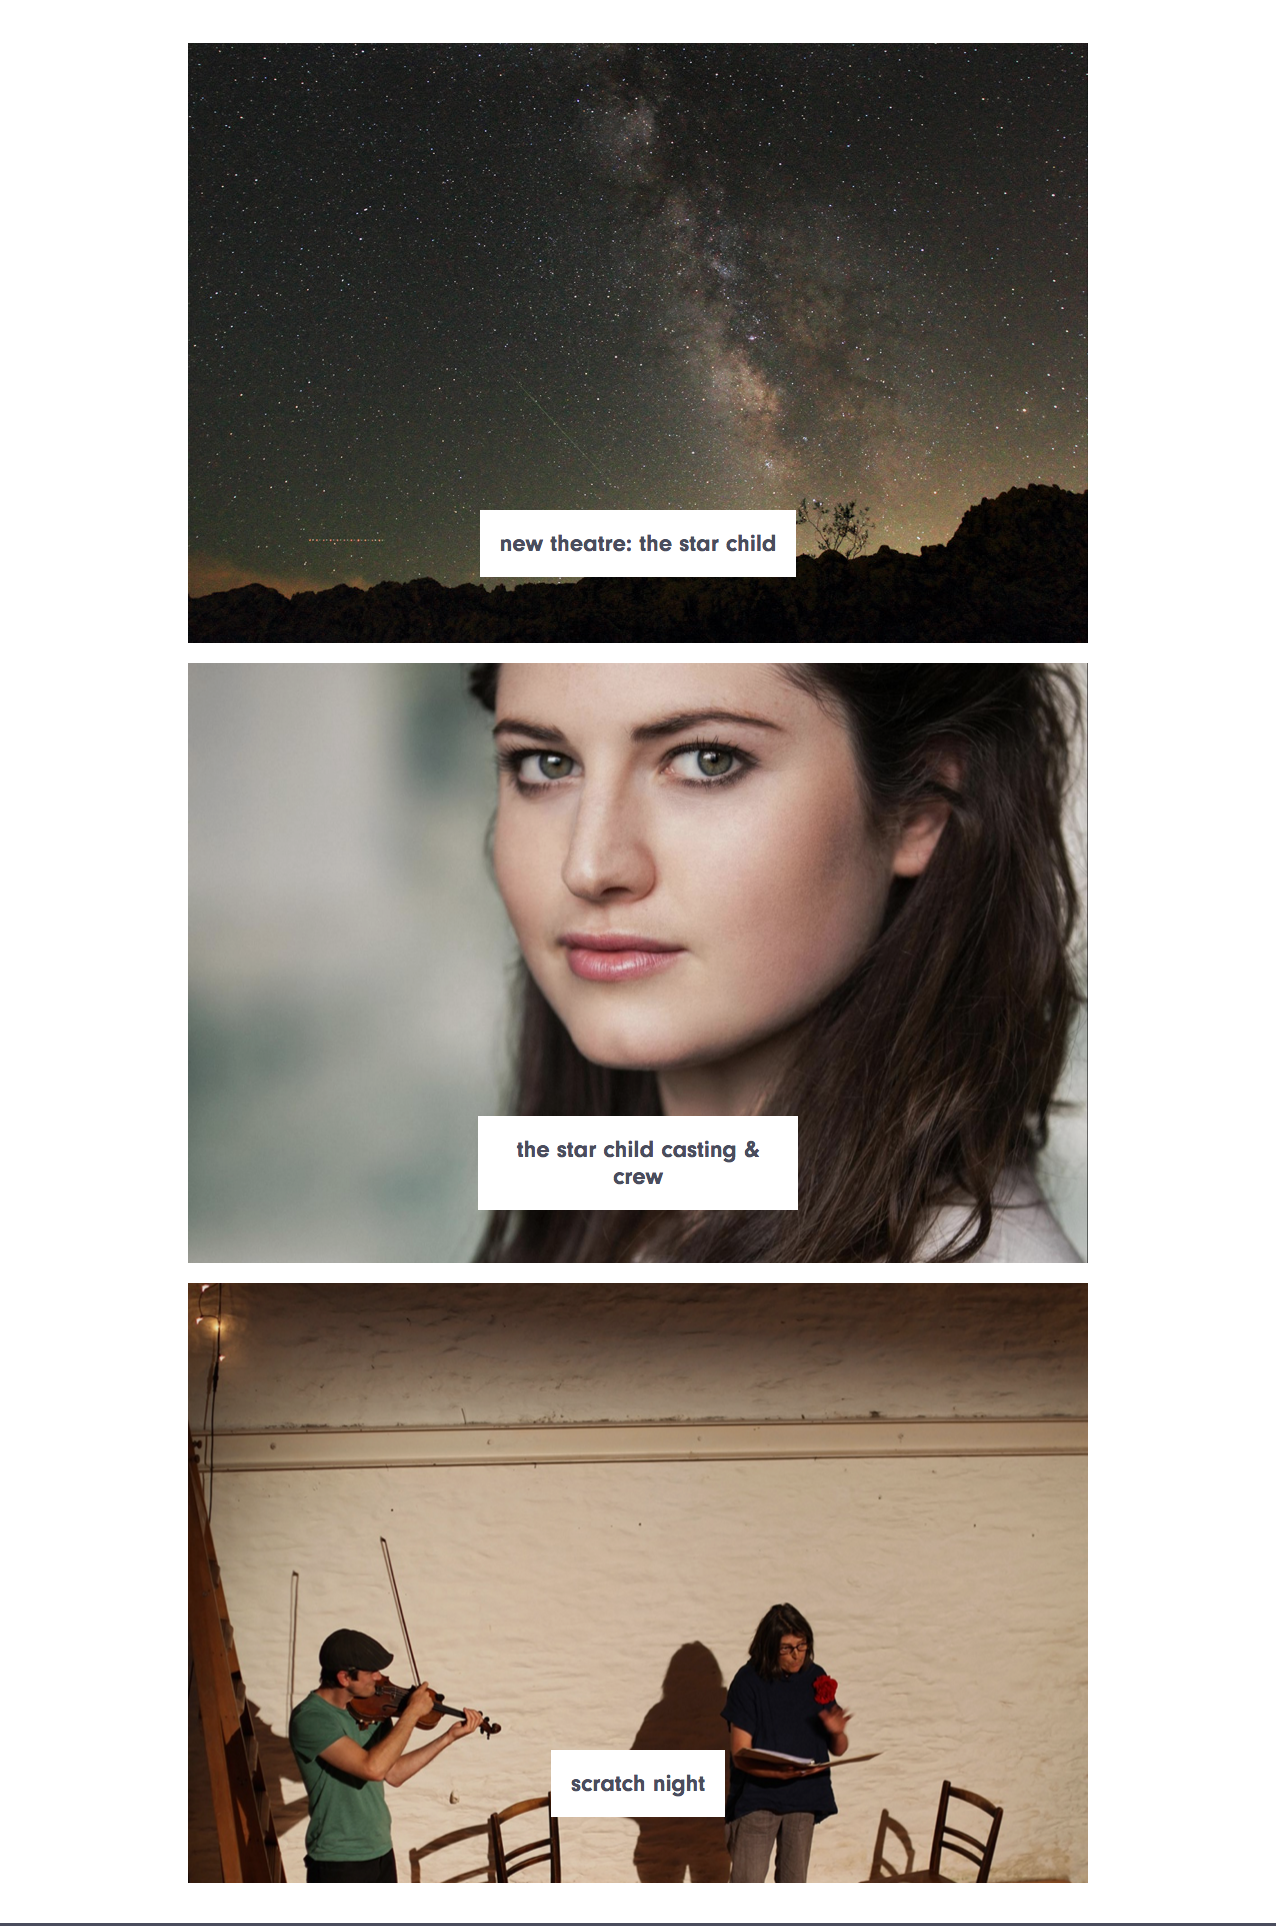 new theatre: the star child
the star child casting &
crew
scratch night